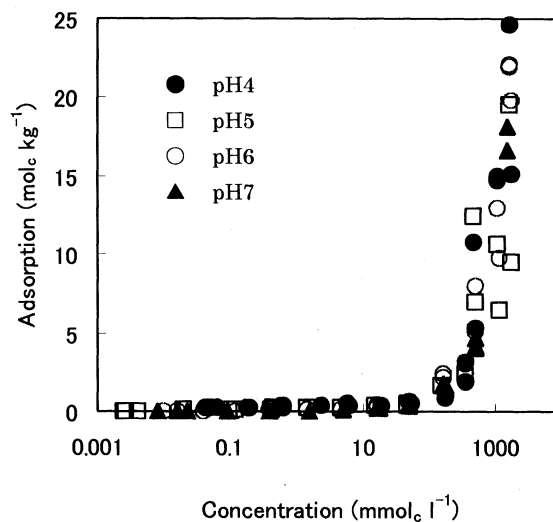 25
20
15
10
5
0
Adsorption (molc kg⁻¹)
pH4
pH5
pH6
pH7
0.001
0.1
10
1000
Concentration (mmolc l⁻¹)